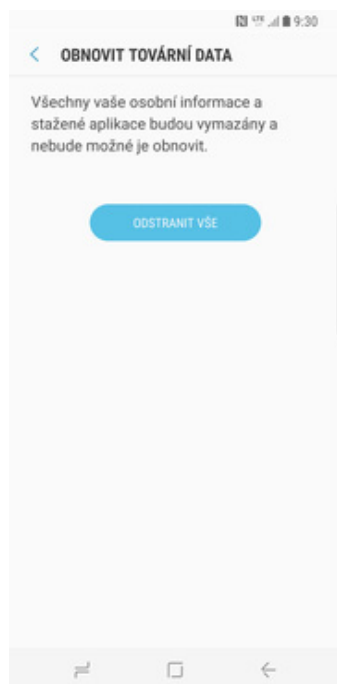 LTE 9:30
OBNOVIT TOVÁRNÍ DATA
Všechny vaše osobní informace a
stažené aplikace budou vymazány a
nebude možné je obnovit.
ODSTRANIT VŠE